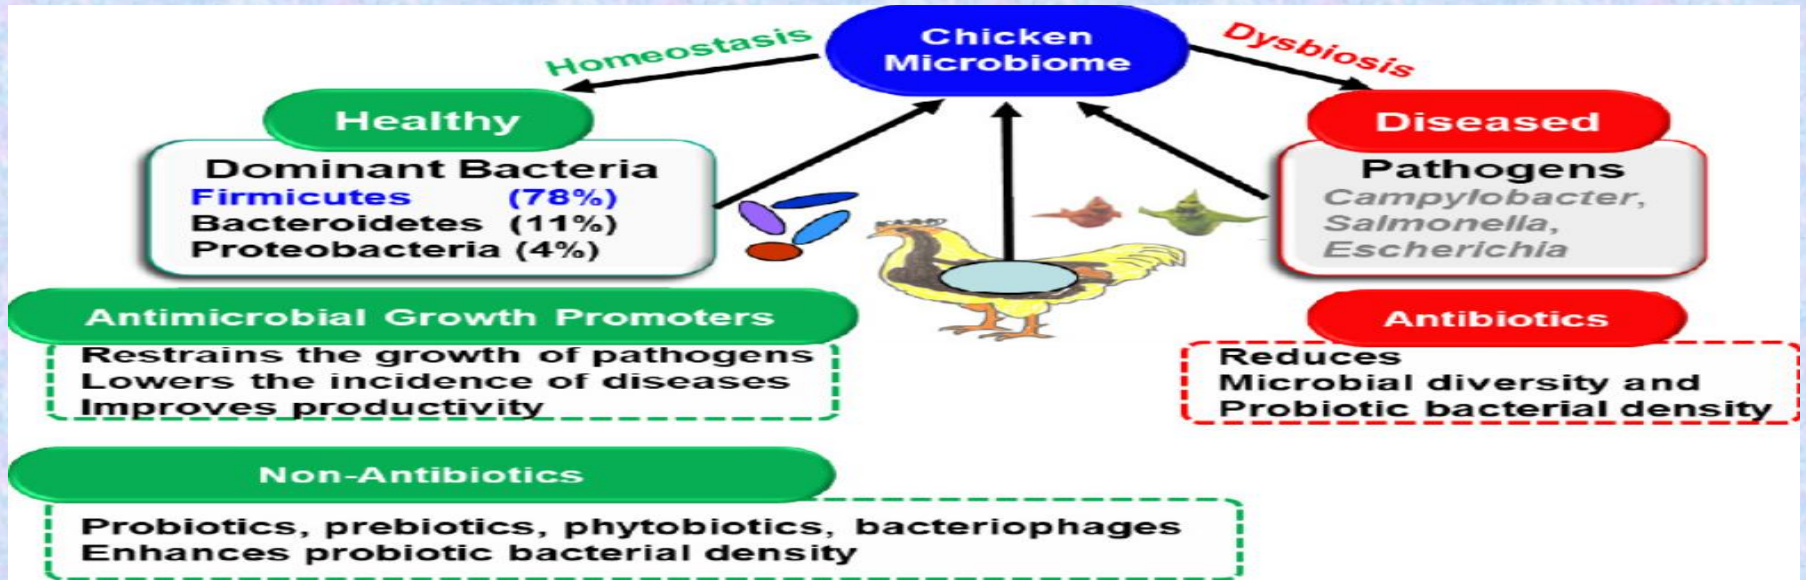 Chicken
Microbiome
Homeostasis
Dysbiosis
Healthy
Dominant Bacteria
Firmicutes (78%)
Bacteroidetes (11%)
Proteobacteria (4%)
Diseased
Pathogens
Campylobacter,
Salmonella,
Escherichia
Antimicrobial Growth Promoters
Restrains the growth of pathogens
Lowers the incidence of diseases
Improves productivity
Antibiotics
Reduces
Microbial diversity and
Probiotic bacterial density
Non-Antibiotics
Probiotics, prebiotics, phytobiotics, bacteriophages
Enhances probiotic bacterial density